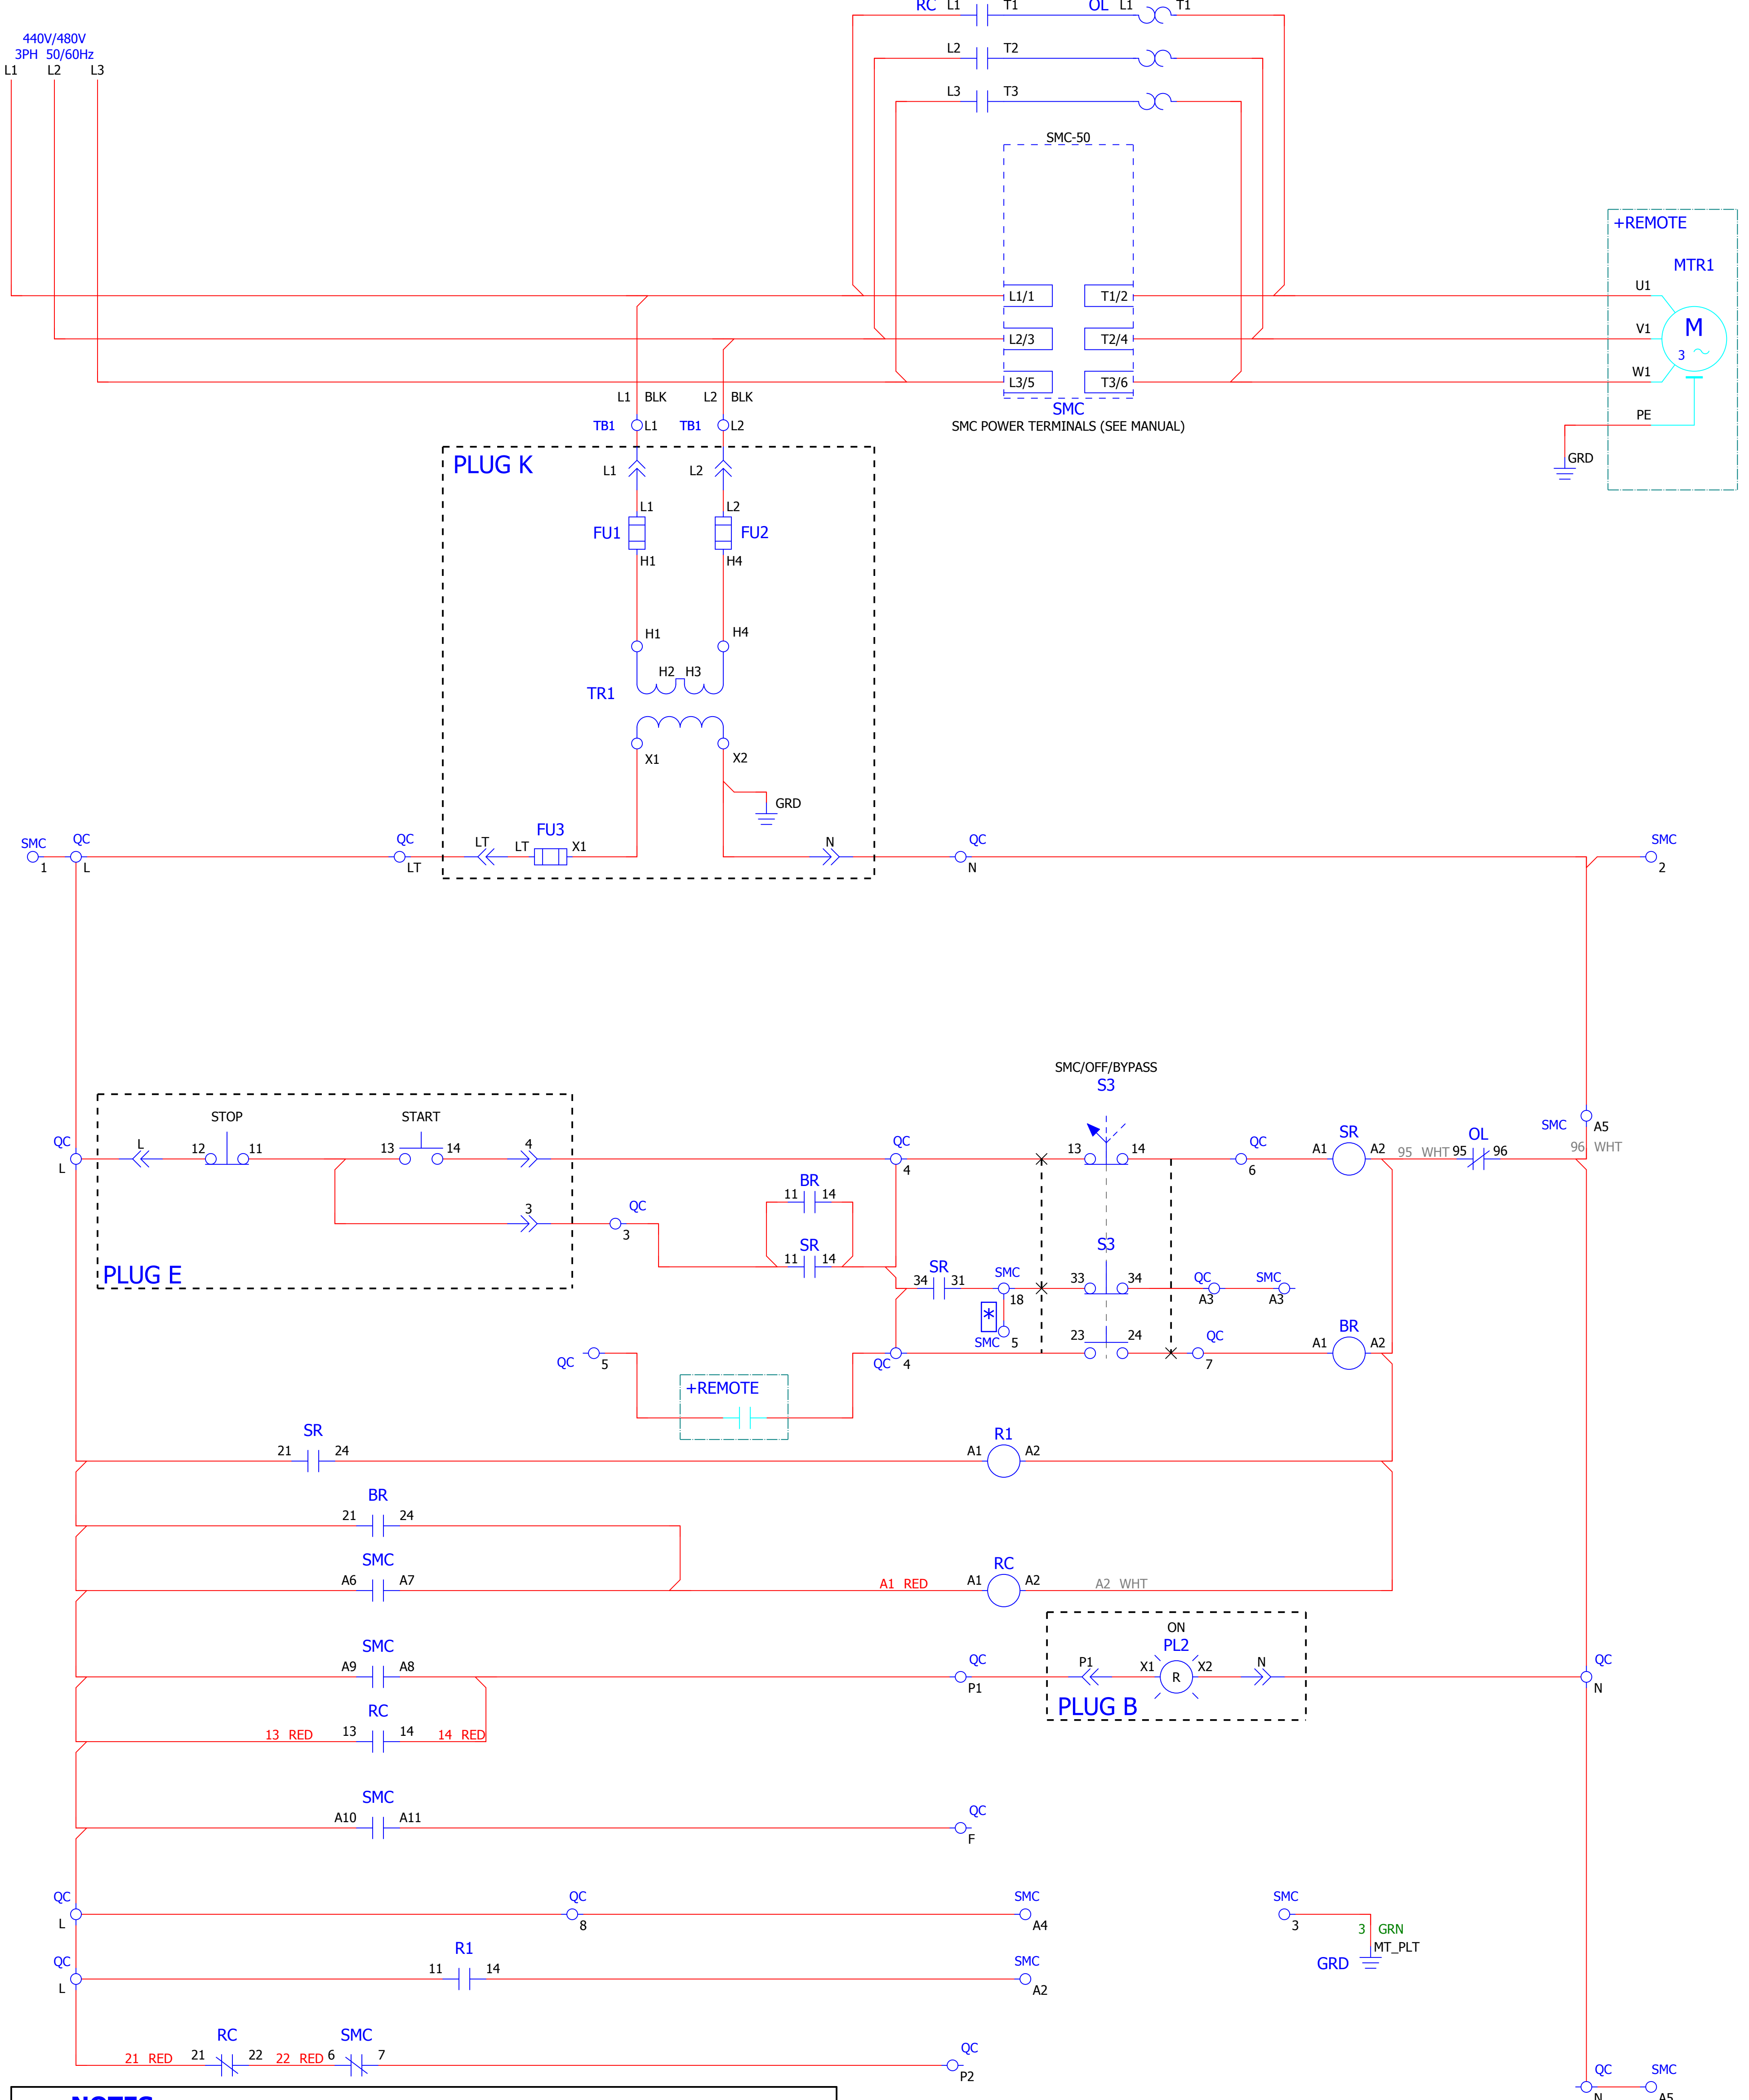 RC L1 T1 OL L1 T1
440V/480V
3PH 50/60Hz
L1 L2 L3
L2 T2
L3 T3
SMC-50
+REMOTE
MTR1
L1/1 T1/2 U1
L2/3 T2/4 V1 M
3
L3/5 T3/6 W1
L1 BLK L2 BLK
SMC
PE
TB1 L1 TB1 L2
SMC POWER TERMINALS (SEE MANUAL)
GRD
PLUG K
L1 L2
L1 L2
FU1 FU2
H1 H4
H1 H4
H2 H3
TR1
X1 X2
GRD
FU3
SMC QC QC LT LT X1 N QC SMC
1 L LT N 2
SMC/OFF/BYPASS
S3
STOP START
SMC A5
QC L 12 11 13 14 4 QC 13 14 QC SR A1 A2 95 WHT 95 OL 96 96 WHT
L 4 6
BR
11 14
3 QC
3
SR
11 14
S3
PLUG E
SR
34 31 SMC 33 34 QC SMC
18 A3 A3
*
SMC 5 23 24 QC BR
A1 A2
QC 5 QC 4 7
+REMOTE
SR R1
21 24 A1 A2
BR
21 24
SMC RC
A6 A7 A1 RED A1 A2 A2 WHT
ON
SMC PL2
A9 A8 QC P1 X1 R X2 N QC
P1 N
RC PLUG B
13 RED 13 14 14 RED
SMC
A10 A11 QC
F
QC QC SMC SMC
L 8 A4 3
3 GRN
MT_PLT
GRD
QC R1 SMC
11 14
L A2
RC SMC
21 RED 21 22 22 RED 6 7 QC
P2
QC SMC
N A5
NOTES